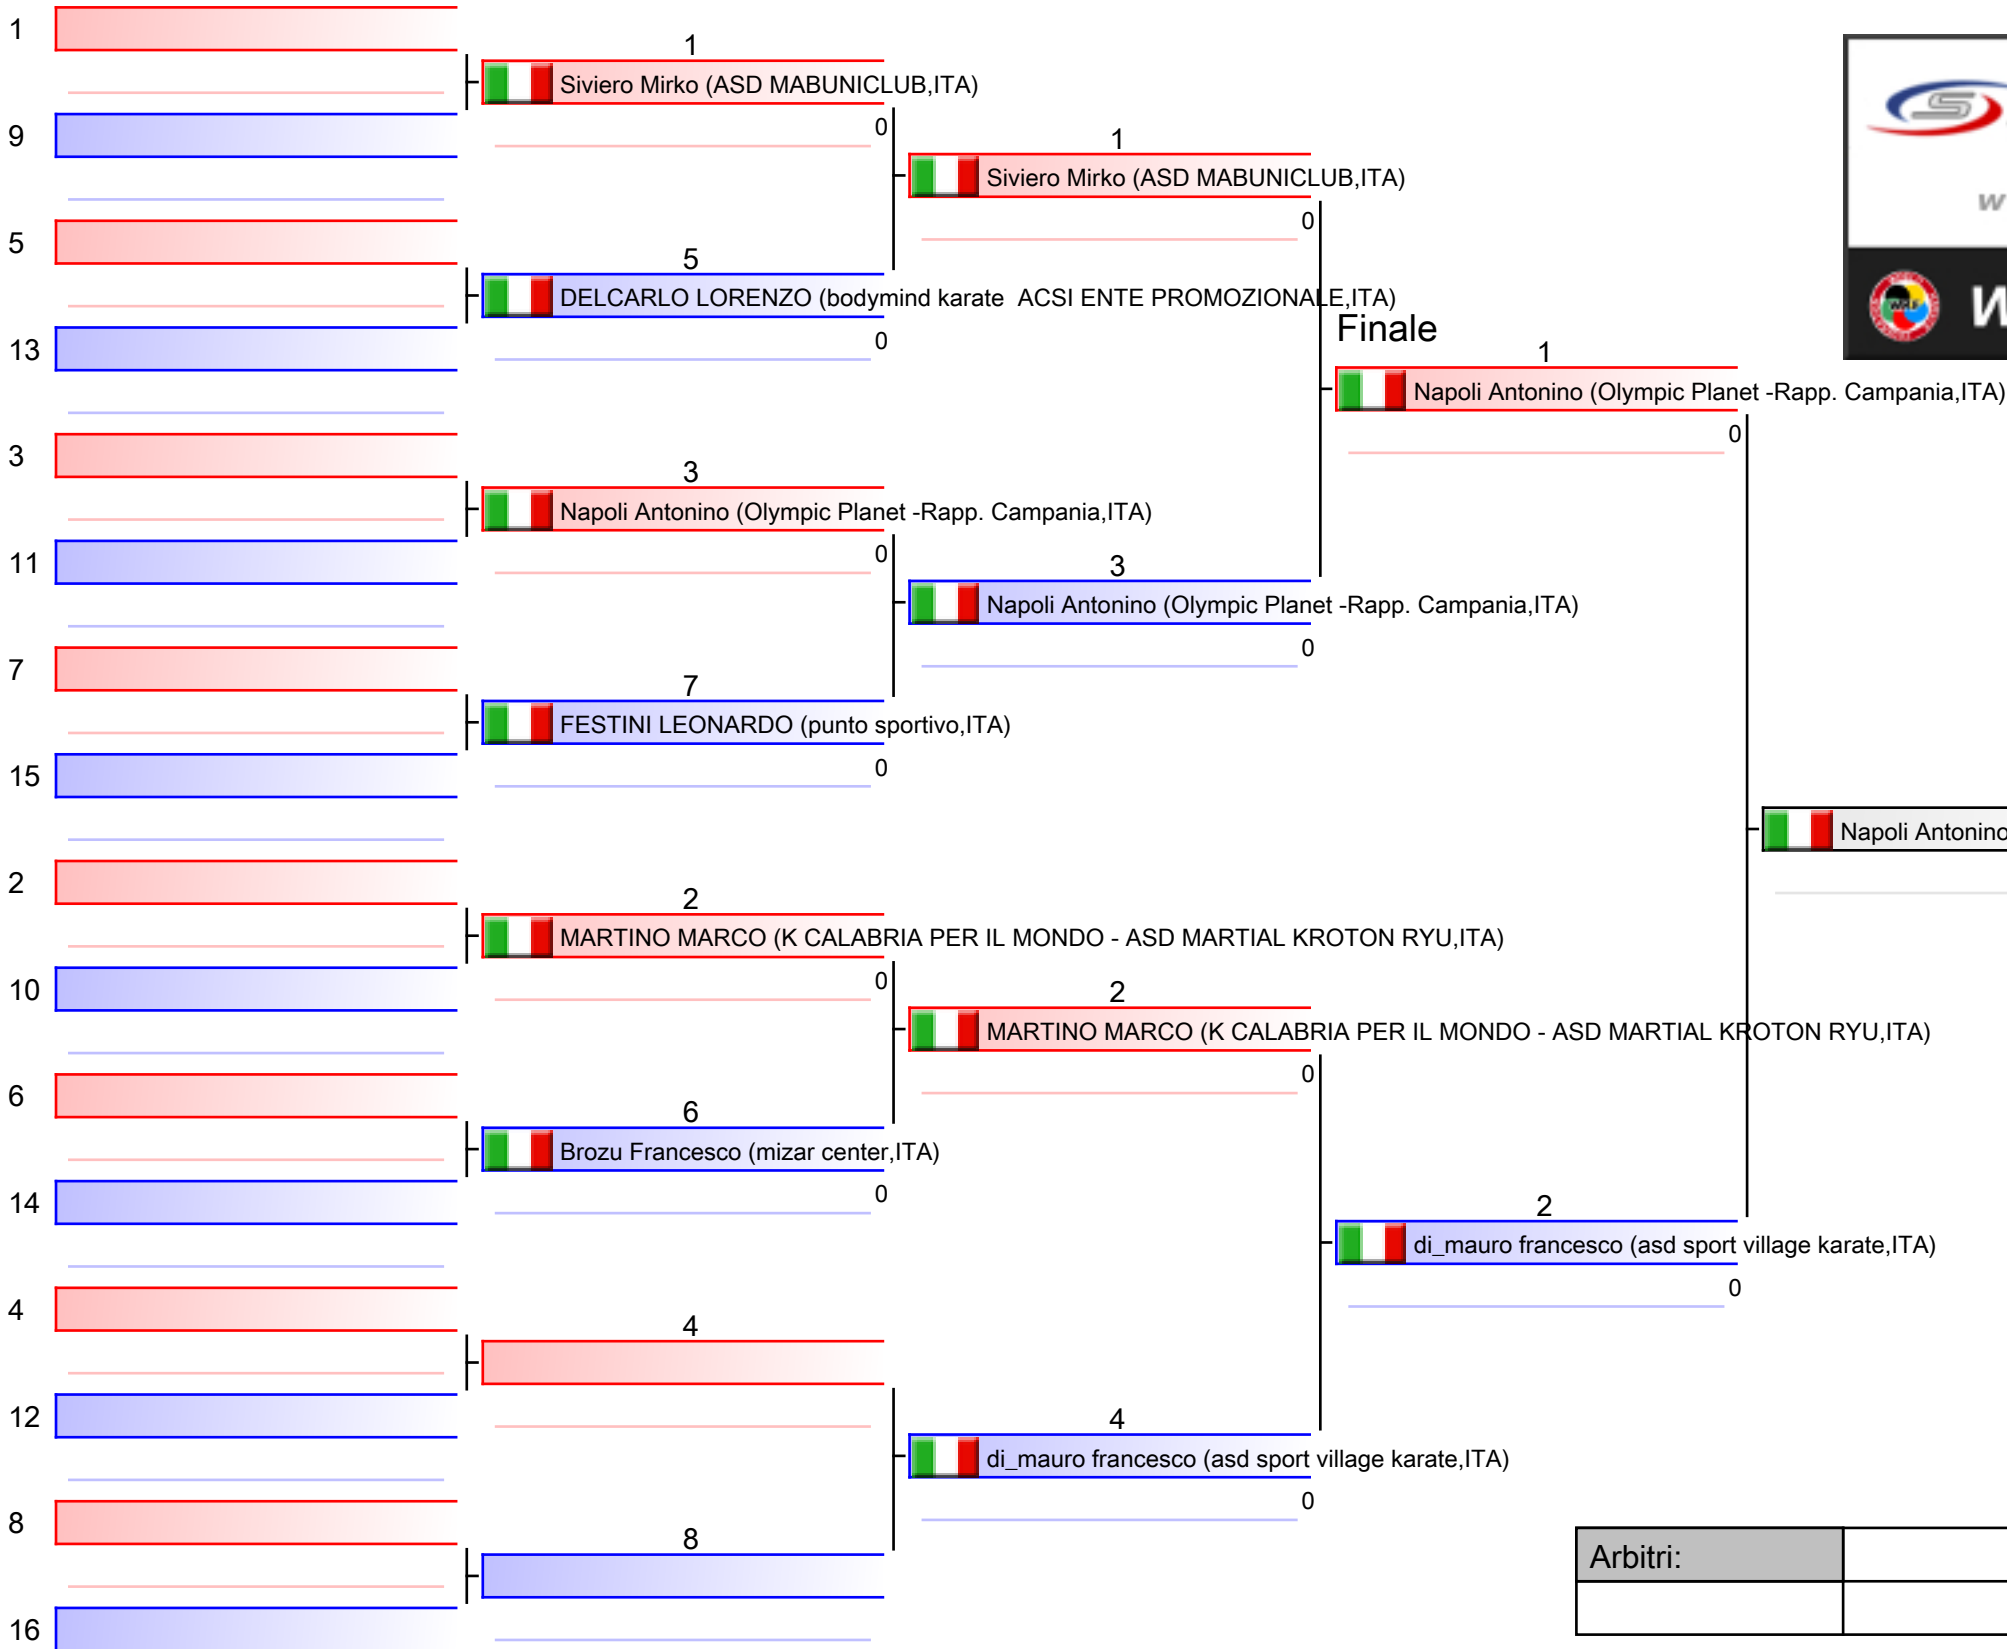 1
9
5
13
3
11
7
15
2
10
6
14
4
12
8
16
1
Siviero Mirko (ASD MABUNICLUB,ITA)
0
5
DELCARLO LORENZO (bodymind karate  ACSI ENTE PROMOZIONALE,ITA)
0
3
Napoli Antonino (Olympic Planet -Rapp. Campania,ITA)
0
7
FESTINI LEONARDO (punto sportivo,ITA)
0
2
MARTINO MARCO (K CALABRIA PER IL MONDO - ASD MARTIAL KROTON RYU,ITA)
0
6
Brozu Francesco (mizar center,ITA)
0
4
8
1
Siviero Mirko (ASD MABUNICLUB,ITA)
0
3
Napoli Antonino (Olympic Planet -Rapp. Campania,ITA)
0
2
MARTINO MARCO (K CALABRIA PER IL MONDO - ASD MARTIAL KROTON RYU,ITA)
0
4
di_mauro francesco (asd sport village karate,ITA)
0
Finale
1
Napoli Antonino (Olympic Planet -Rapp. Campania,ITA)
0
2
di_mauro francesco (asd sport village karate,ITA)
0
Napoli Antonino
S
w
WKF
W
Arbitri: